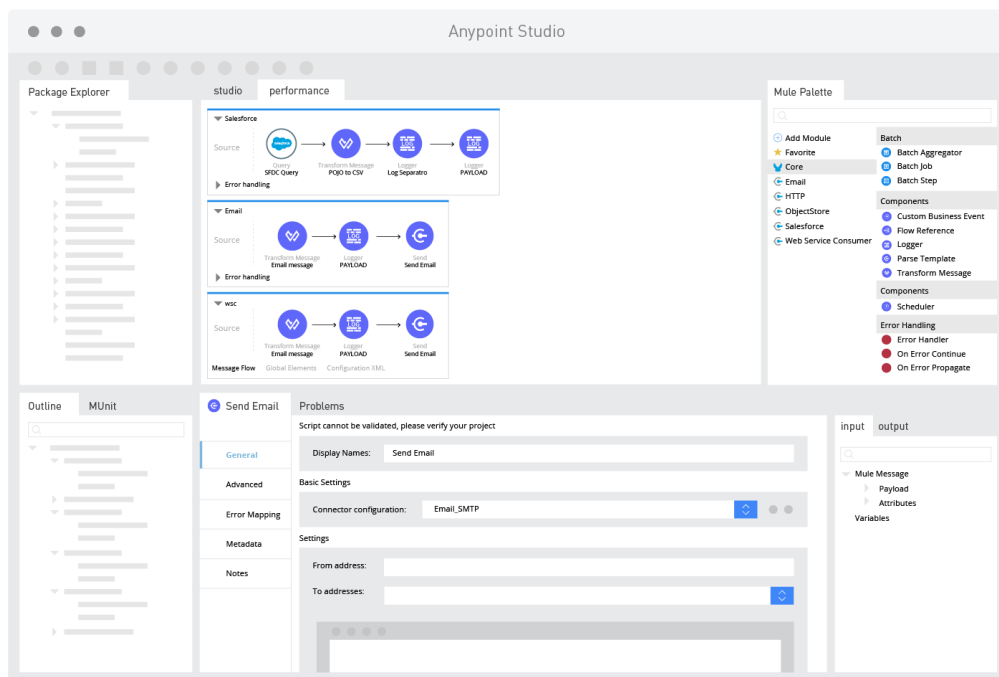 Anypoint Studio
Package Explorer
studio
performance
Salesforce
Source
salesforce
LOG
LOG
Query
SFDC Query
Transform Message
POJO to CSV
Logger
Log Separatro
Logger
PAYLOAD
Error handling
Email
Source
LOG
Transform Message
Email message
Logger
PAYLOAD
Send
Send Email
Error handling
wsc
Source
LOG
Transform Message
Email message
Logger
PAYLOAD
Send
Send Email
Message Flow
Global Elements
Configuration XML
Mule Palette
Add Module
Favorite
Core
Email
HTTP
ObjectStore
Salesforce
Web Service Consumer
Batch
Batch Aggregator
Batch Job
Batch Step
Components
Custom Business Event
Flow Reference
Logger
Parse Template
Transform Message
Components
Scheduler
Error Handling
Error Handler
On Error Continue
On Error Propagate
Outline
MUnit
Send Email
Problems
General
Advanced
Error Mapping
Metadata
Notes
Script cannot be validated, please verify your project
Display Names:
Send Email
Basic Settings
Connector configuration:
Email_SMTP
Settings
From address:
To addresses:
input
output
Mule Message
Payload
Attributes
Variables